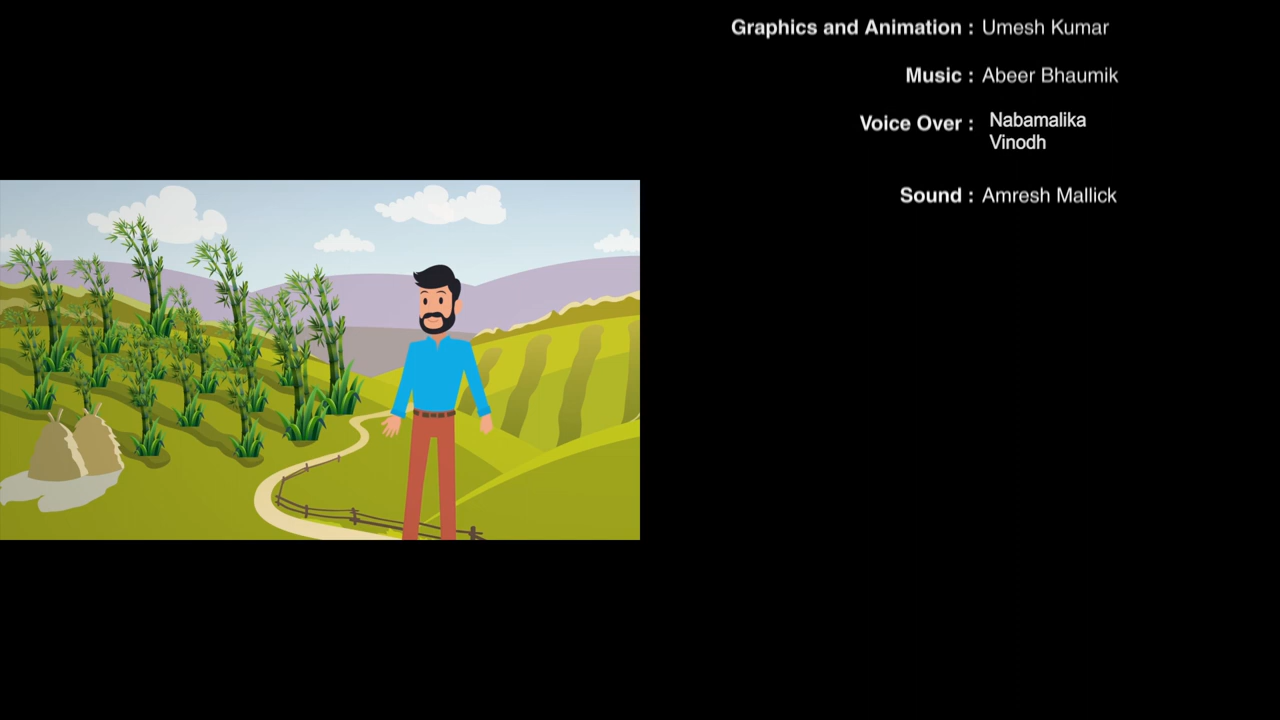 Graphics and Animation : Umesh Kumar
Music : Abeer Bhaumik
Voice Over : Nabamalika
Vinodh
Sound : Amresh Mallick